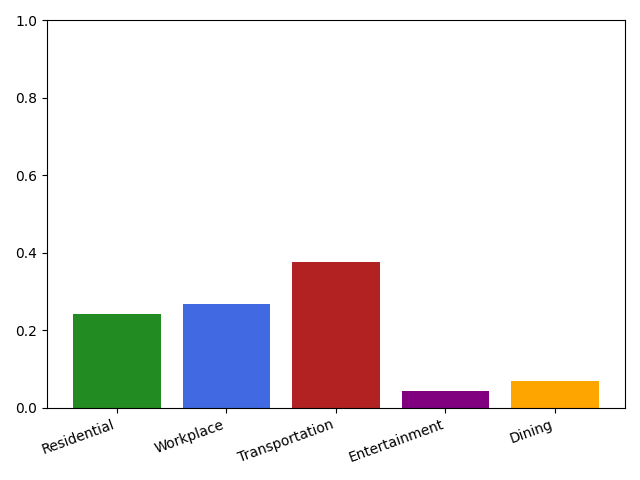 1.0
0.8
0.6
0.4
0.2
0.0
Residential
Workplace
Transportation
Entertainment
Dining